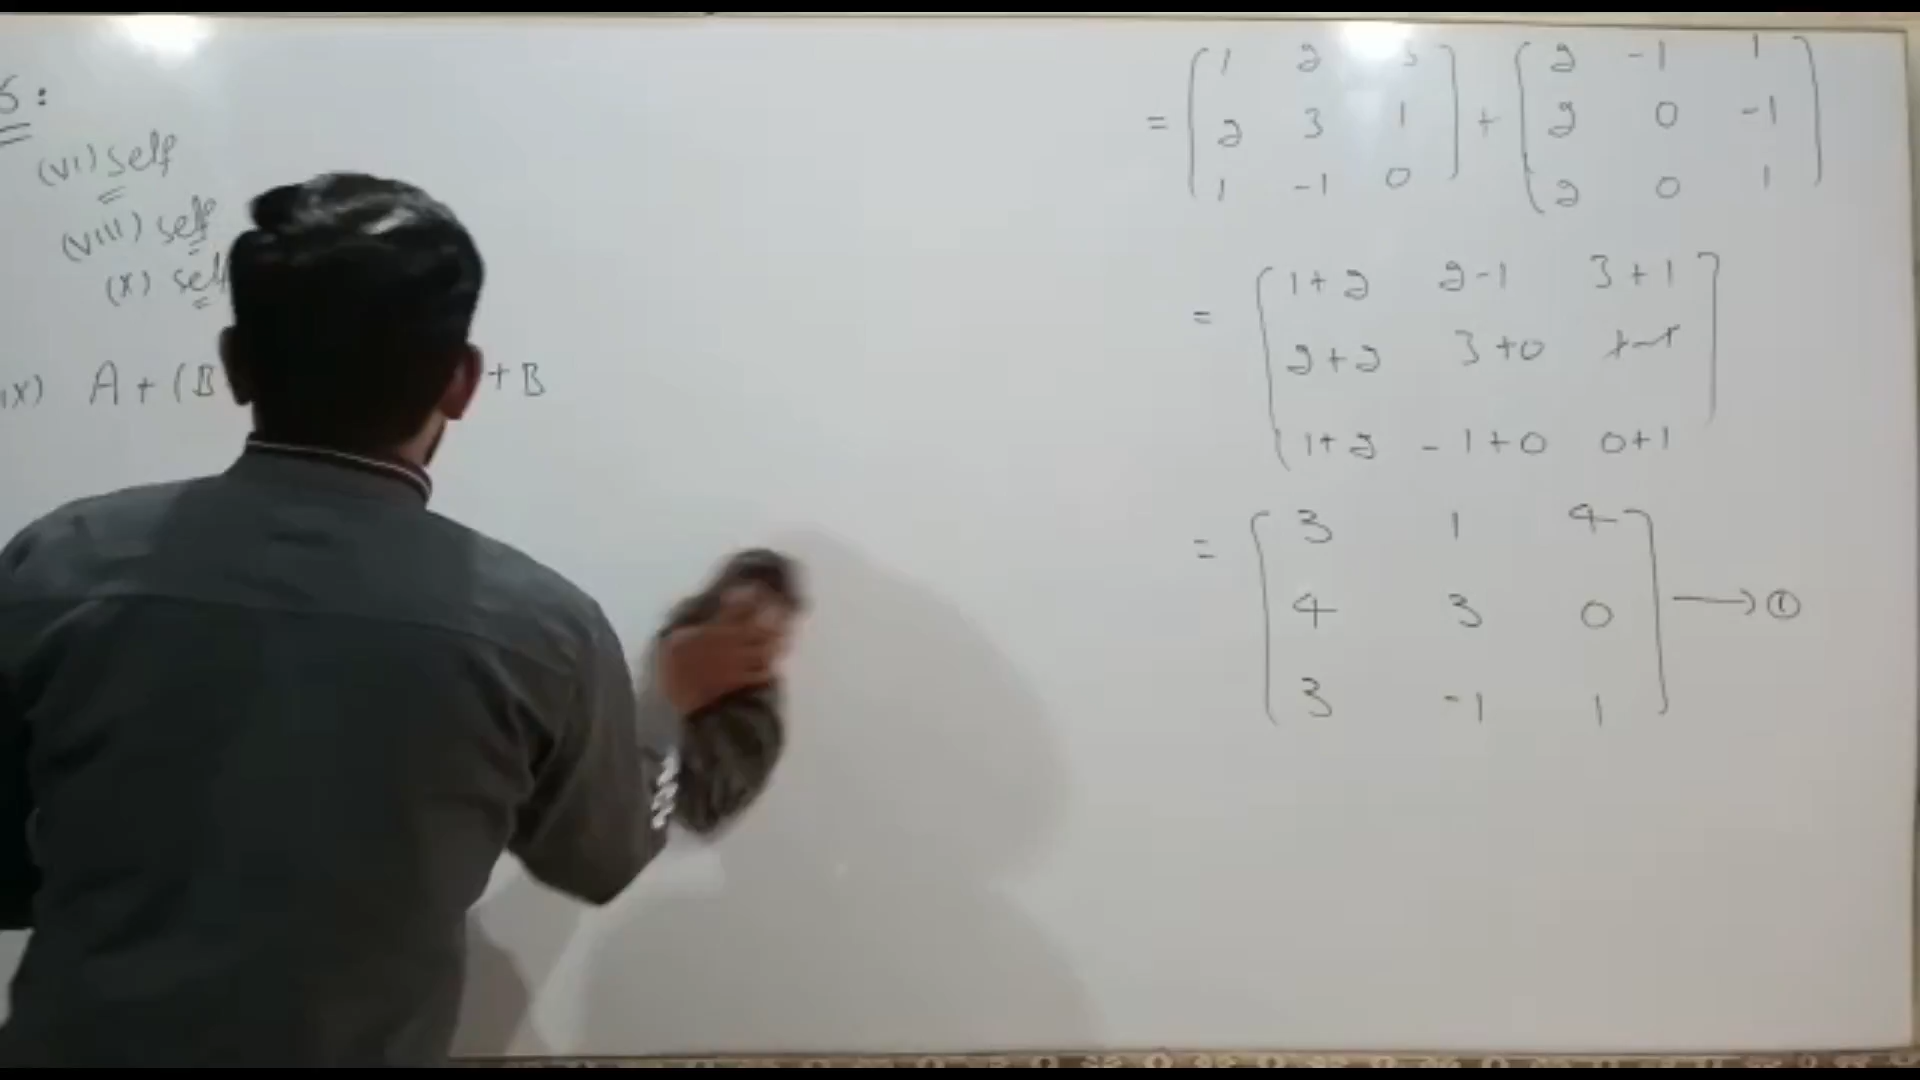 (VI) self
(VIII) self
(X) self
A + (B + B
= [1 2 3] + [2 -1 1]
[2 3 1] [2 0 -1]
[1 -1 0] [2 0 1]
= [1+2 2-1 3+1]
[2+2 3+0 1-1]
[1+2 -1+0 0+1]
= [3 1 4]
[4 3 0] → ①
[3 -1 1]